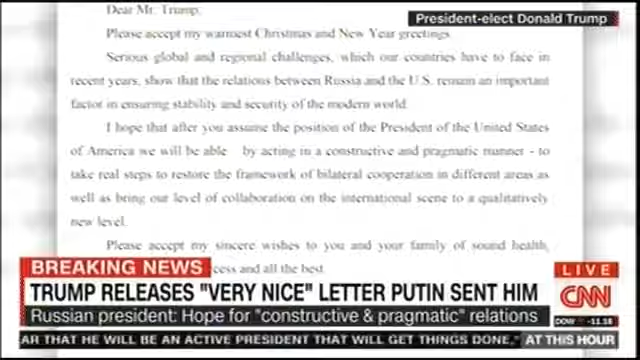 Dear Mr. Trump,
President-elect Donald Trump
Please accept my warmest Christmas and New Year greetings.
Serious global and regional challenges, which our countries have to face in
recent years, show that the relations between Russia and the U.S. remain an important
factor in ensuring stability and security of the modern world.
I hope that after you assume the position of the President of the United States
of America we will be able - by acting in a constructive and pragmatic manner - to
take real steps to restore the framework of bilateral cooperation in different areas as
well as bring our level of collaboration on the international scene to a qualitatively
new level.
Please accept my sincere wishes to you and your family of sound health,
cess and all the best.
BREAKING NEWS
LIVE
TRUMP RELEASES "VERY NICE" LETTER PUTIN SENT HIM
CNN
Russian president: Hope for "constructive & pragmatic" relations
DOW -11.18
AR THAT HE WILL BE AN ACTIVE PRESIDENT THAT WILL GET THINGS DONE,"
AT THIS HOUR